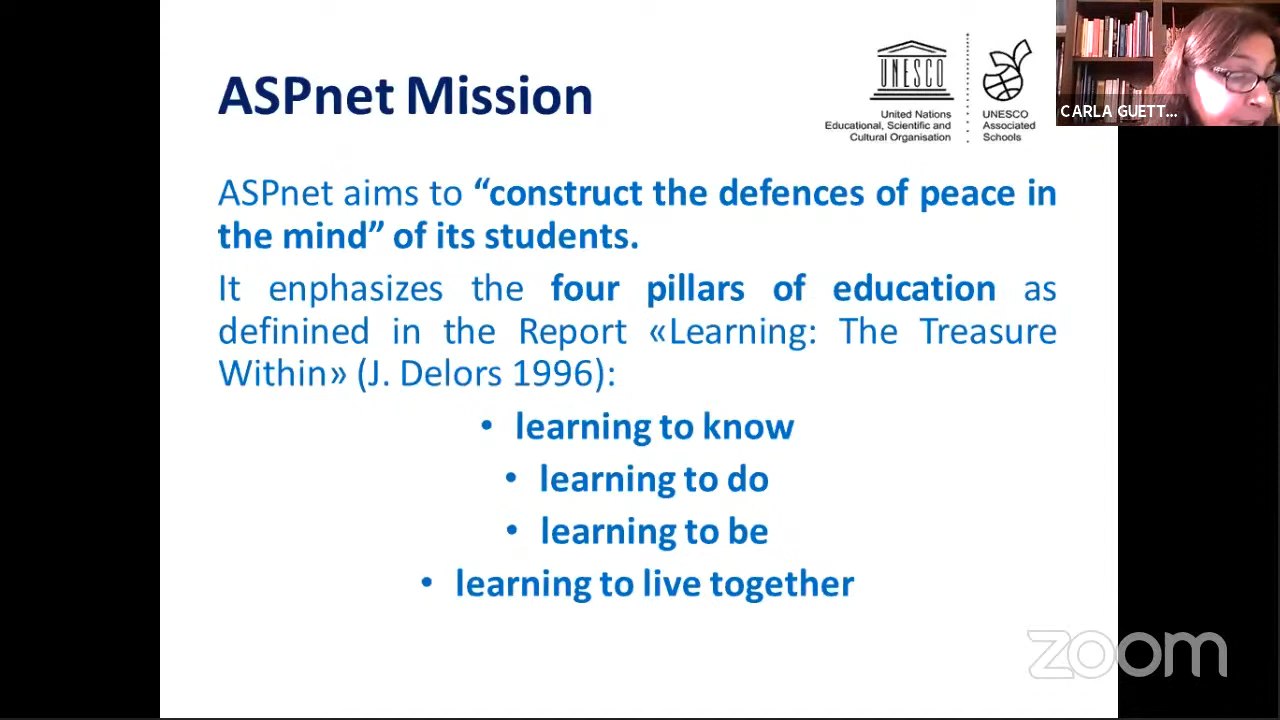 ASPnet Mission
UNESCO
United Nations
Educational, Scientific and
Cultural Organisation
UNESCO
Associated
Schools
CARLA GUETT...
ASPnet aims to “construct the defences of peace in
the mind” of its students.
It enphasizes the four pillars of education as
definined in the Report «Learning: The Treasure
Within» (J. Delors 1996):
• learning to know
• learning to do
• learning to be
• learning to live together
zoom